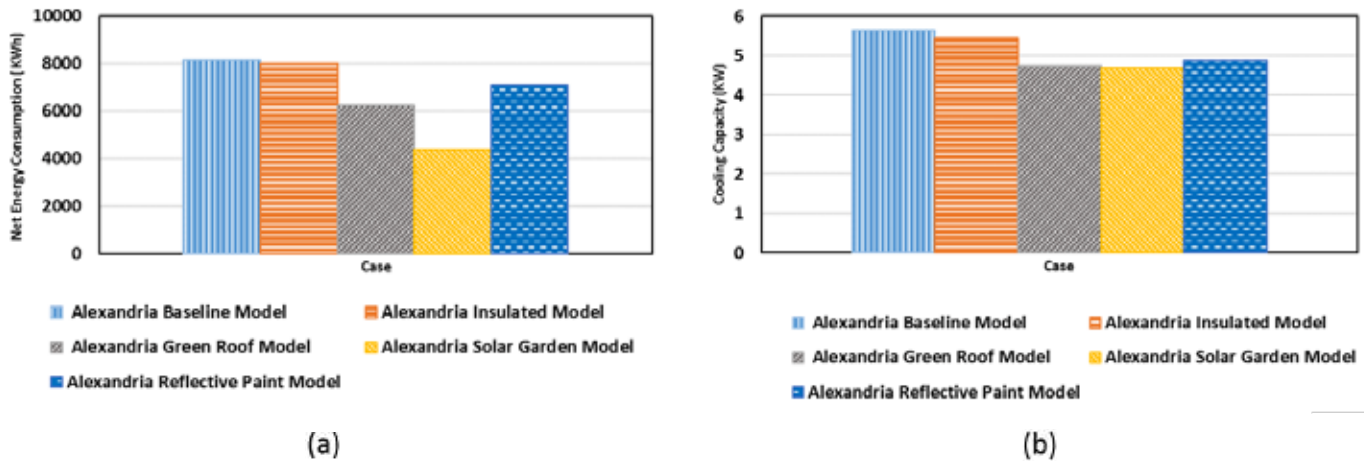 10000
8000
6000
4000
2000
0
Net Energy Consumption ( KWh)
Case
Alexandria Baseline Model
Alexandria Insulated Model
Alexandria Green Roof Model
Alexandria Solar Garden Model
Alexandria Reflective Paint Model
(a)
6
5
4
3
2
1
0
Cooling Capacity (KW)
Case
Alexandria Baseline Model
Alexandria Insulated Model
Alexandria Green Roof Model
Alexandria Solar Garden Model
Alexandria Reflective Paint Model
(b)